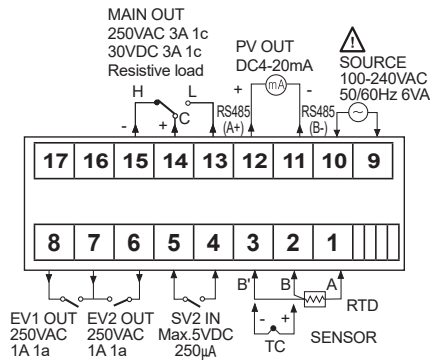 MAIN OUT
250VAC 3A 1c
30VDC 3A 1c
Resistive load
PV OUT
DC4-20mA
SOURCE
100-240VAC
50/60Hz 6VA
H
L
C
-
+
+
mA
-
RS485
(A+)
RS485
(B-)
17 16 15 14 13 12 11 10 9
8 7 6 5 4 3 2 1
EV1 OUT
250VAC
1A 1a
EV2 OUT
250VAC
1A 1a
SV2 IN
Max.5VDC
250µA
B' B A
RTD
- +
TC
SENSOR